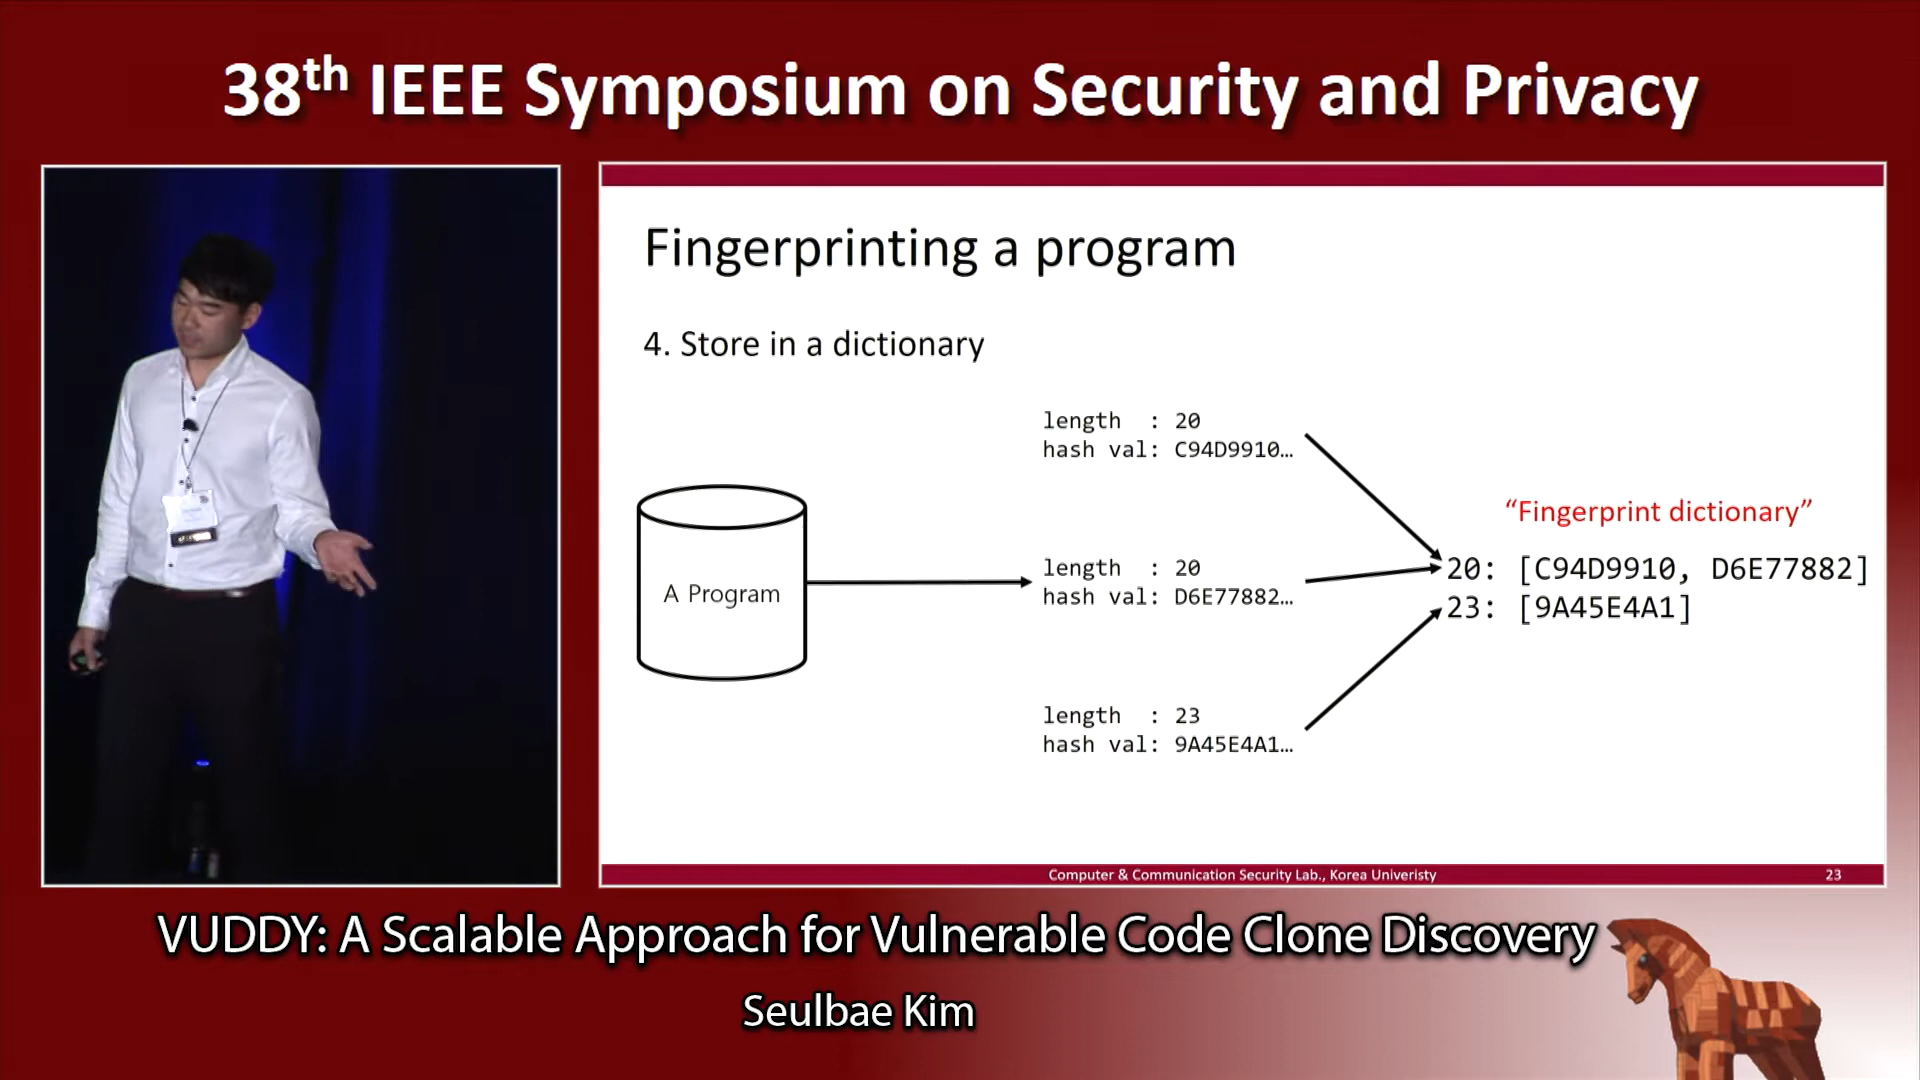 38th IEEE Symposium on Security and Privacy
Fingerprinting a program
4. Store in a dictionary
length : 20
hash val: C94D9910…
A Program
length : 20
hash val: D6E77882…
length : 23
hash val: 9A45E4A1…
“Fingerprint dictionary”
20: [C94D9910, D6E77882]
23: [9A45E4A1]
Computer & Communication Security Lab., Korea Univeristy
23
VUDDY: A Scalable Approach for Vulnerable Code Clone Discovery
Seulbae Kim